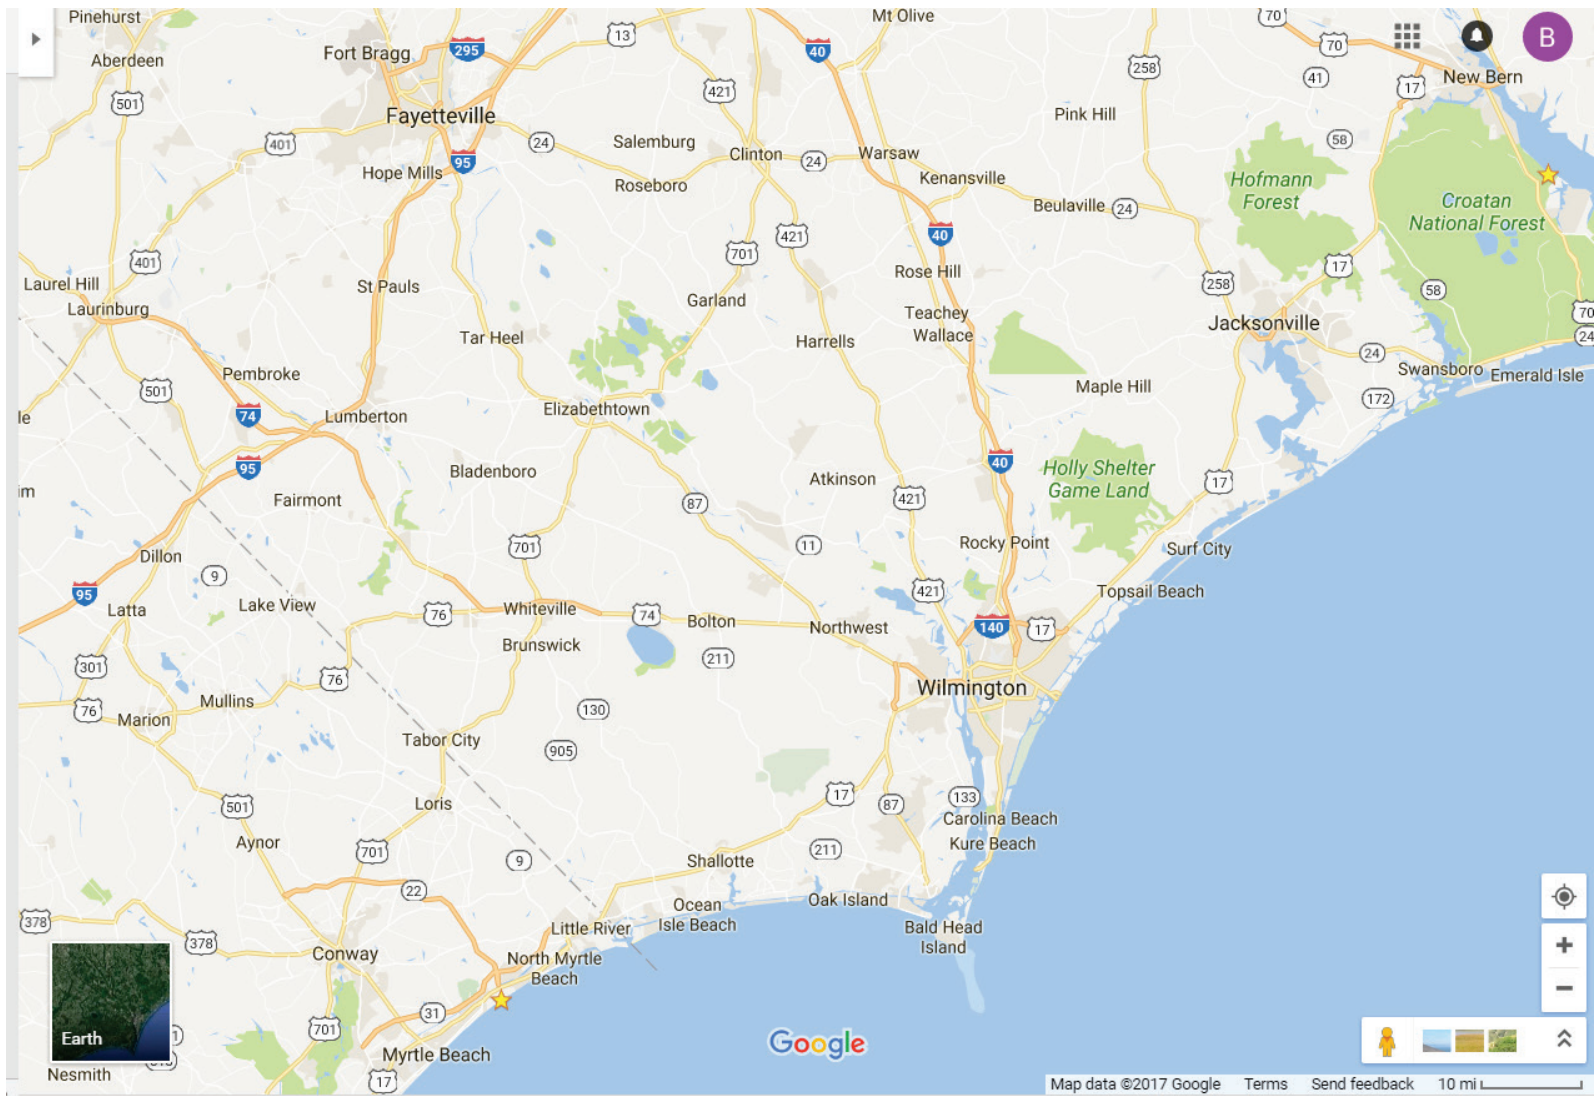 Pinehurst
Mt Olive
70
13
Fort Bragg
295
40
70
B
Aberdeen
258
41
New Bern
17
421
501
Fayetteville
Pink Hill
401
24
Salemburg
58
95
Clinton
24
Warsaw
Hope Mills
Roseboro
Kenansville
Hofmann
Forest
Croatan
National Forest
Beulaville
24
421
40
701
401
17
Laurel Hill
St Pauls
Rose Hill
258
58
Laurinburg
Garland
Teachey
Wallace
70
24
Jacksonville
Tar Heel
Harrells
24
Pembroke
Swansboro
Emerald Isle
501
Maple Hill
172
le
74
Lumberton
Elizabethtown
95
Bladenboro
40
Holly Shelter
Game Land
Atkinson
17
im
Fairmont
87
421
701
11
Rocky Point
Surf City
Dillon
9
95
421
Topsail Beach
Latta
Lake View
76
Whiteville
74
Bolton
Northwest
140
17
Brunswick
211
301
76
Wilmington
Mullins
76
Marion
130
Tabor City
905
501
Loris
17
87
133
Carolina Beach
Aynor
701
9
Shallotte
211
Kure Beach
22
Ocean
Isle Beach
Oak Island
378
378
Little River
Bald Head
Island
Conway
North Myrtle
Beach
31
701
Earth
Google
Myrtle Beach
Nesmith
17
Map data ©2017 Google
Terms
Send feedback
10 mi